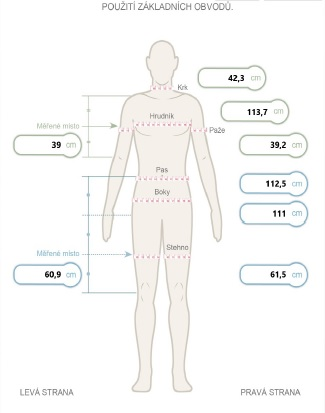 POUŽITÍ ZÁKLADNÍCH OBVODŮ.
42,3 cm
Krk
113,7 cm
Hrudník
Měřené místo
Paže
39 cm
39,2 cm
Pas
112,5 cm
Boky
111 cm
Stehno
Měřené místo
60,9 cm
61,5 cm
LEVÁ STRANA
PRAVÁ STRANA